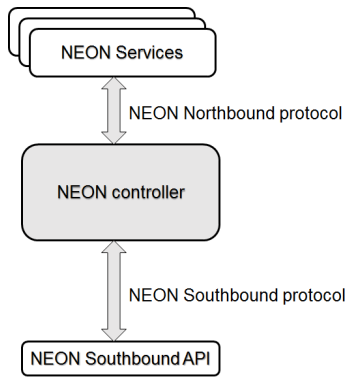 NEON Services
NEON Northbound protocol
NEON controller
NEON Southbound protocol
NEON Southbound API